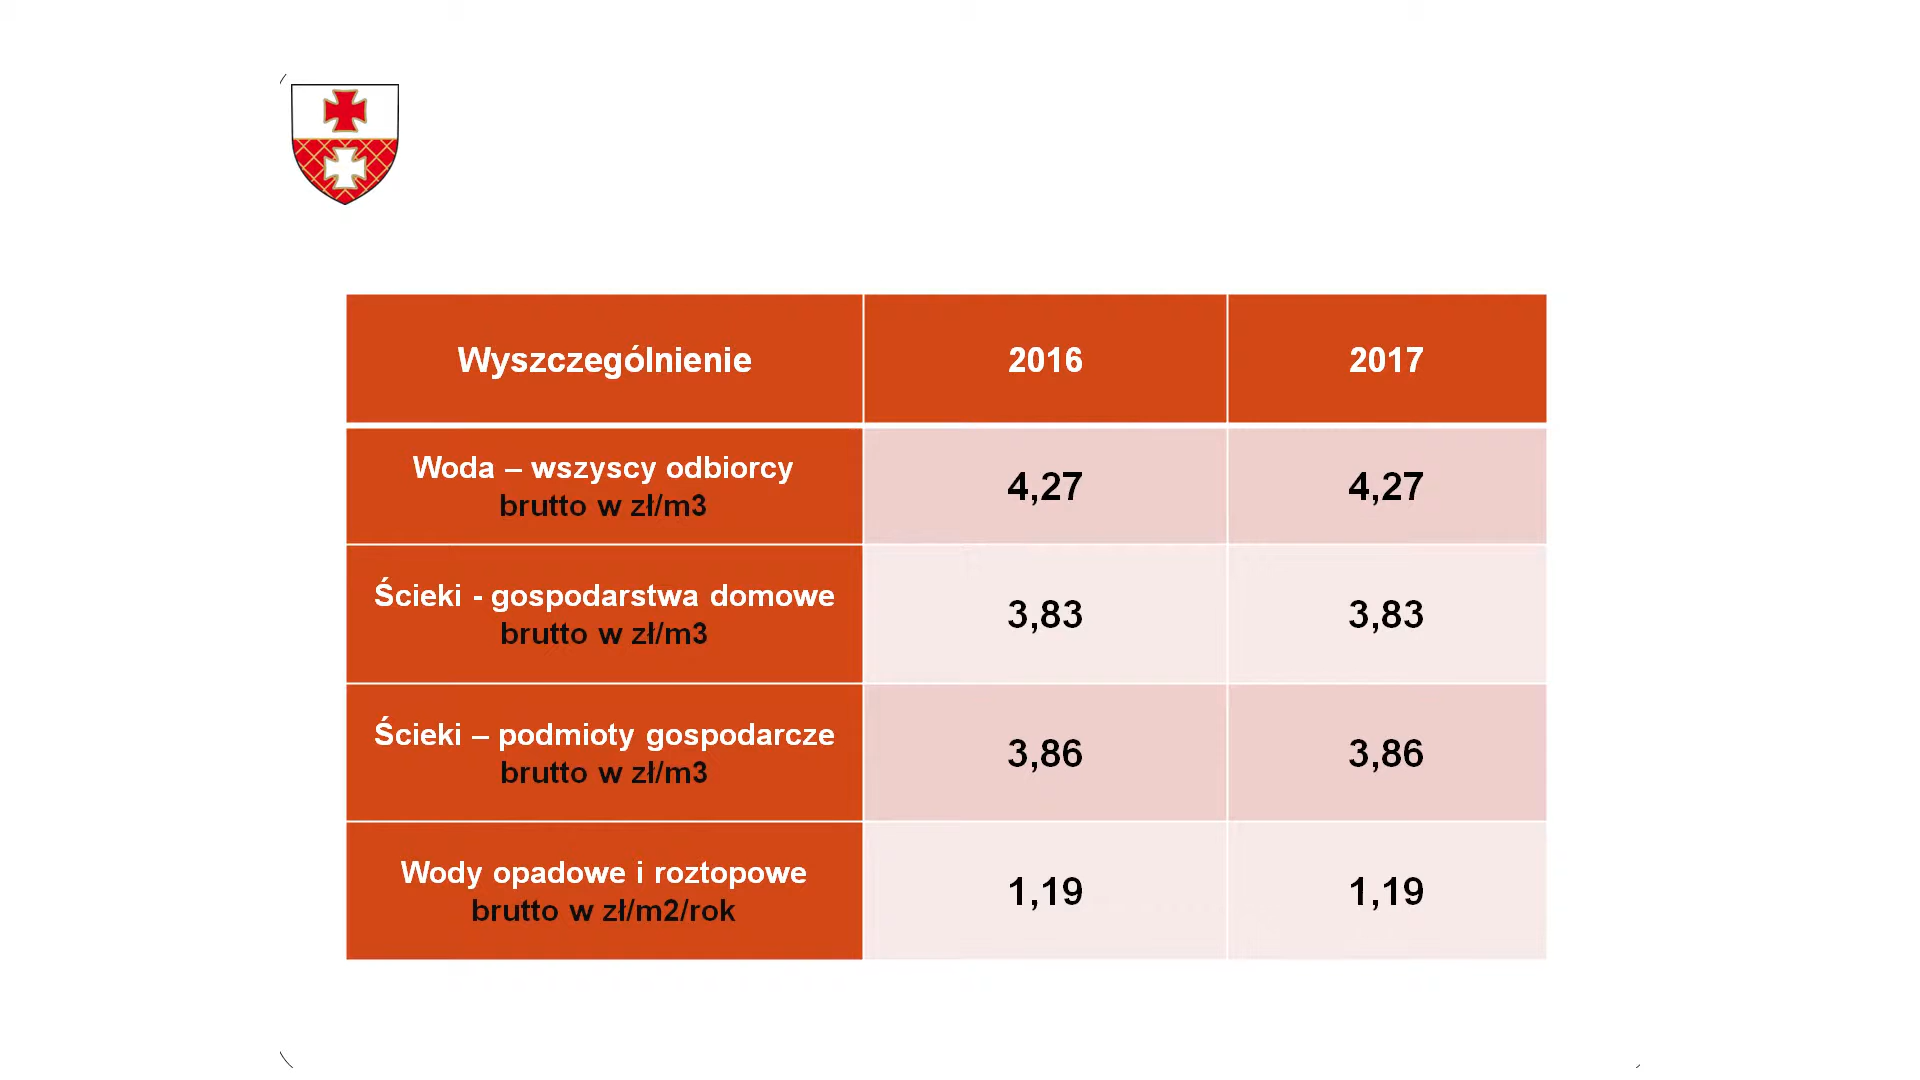 Wyszczególnienie 2016 2017
Woda – wszyscy odbiorcy
brutto w zł/m3
4,27 4,27
Ścieki - gospodarstwa domowe
brutto w zł/m3
3,83 3,83
Ścieki – podmioty gospodarcze
brutto w zł/m3
3,86 3,86
Wody opadowe i roztopowe
brutto w zł/m2/rok
1,19 1,19